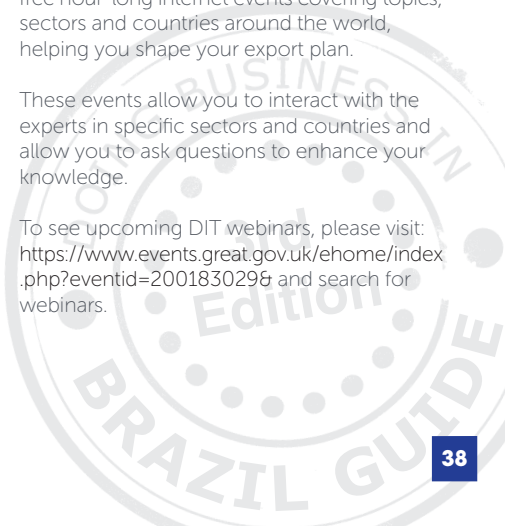 free hour-long internet events covering topics,
sectors and countries around the world,
helping you shape your export plan.
These events allow you to interact with the
experts in specific sectors and countries and
allow you to ask questions to enhance your
knowledge.
To see upcoming DIT webinars, please visit:
https://www.events.great.gov.uk/ehome/index
.php?eventid=200183029& and search for
webinars.
DOING BUSINESS IN
3rd
Edition
BRAZIL GUIDE
38